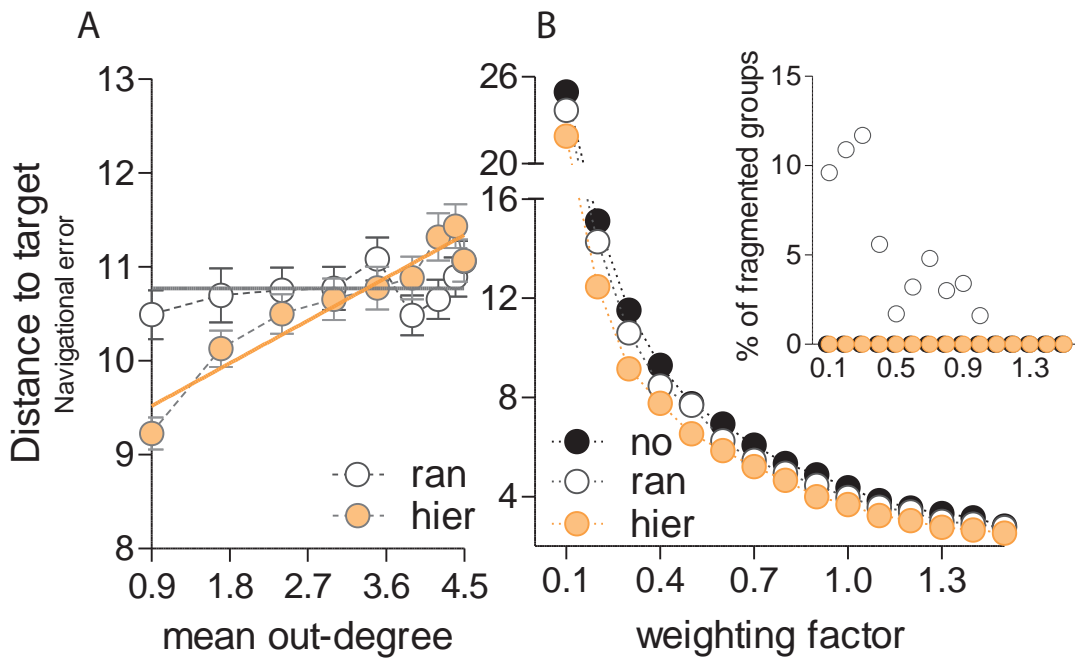 A
Distance to target
Navigational error
13
12
11
10
9
8
0.9 1.8 2.7 3.6 4.5
mean out-degree
ran
hier
B
26
20
16
12
8
4
0.1 0.4 0.7 1.0 1.3
weighting factor
no
ran
hier
% of fragmented groups
15
10
5
0
0.1 0.5 0.9 1.3